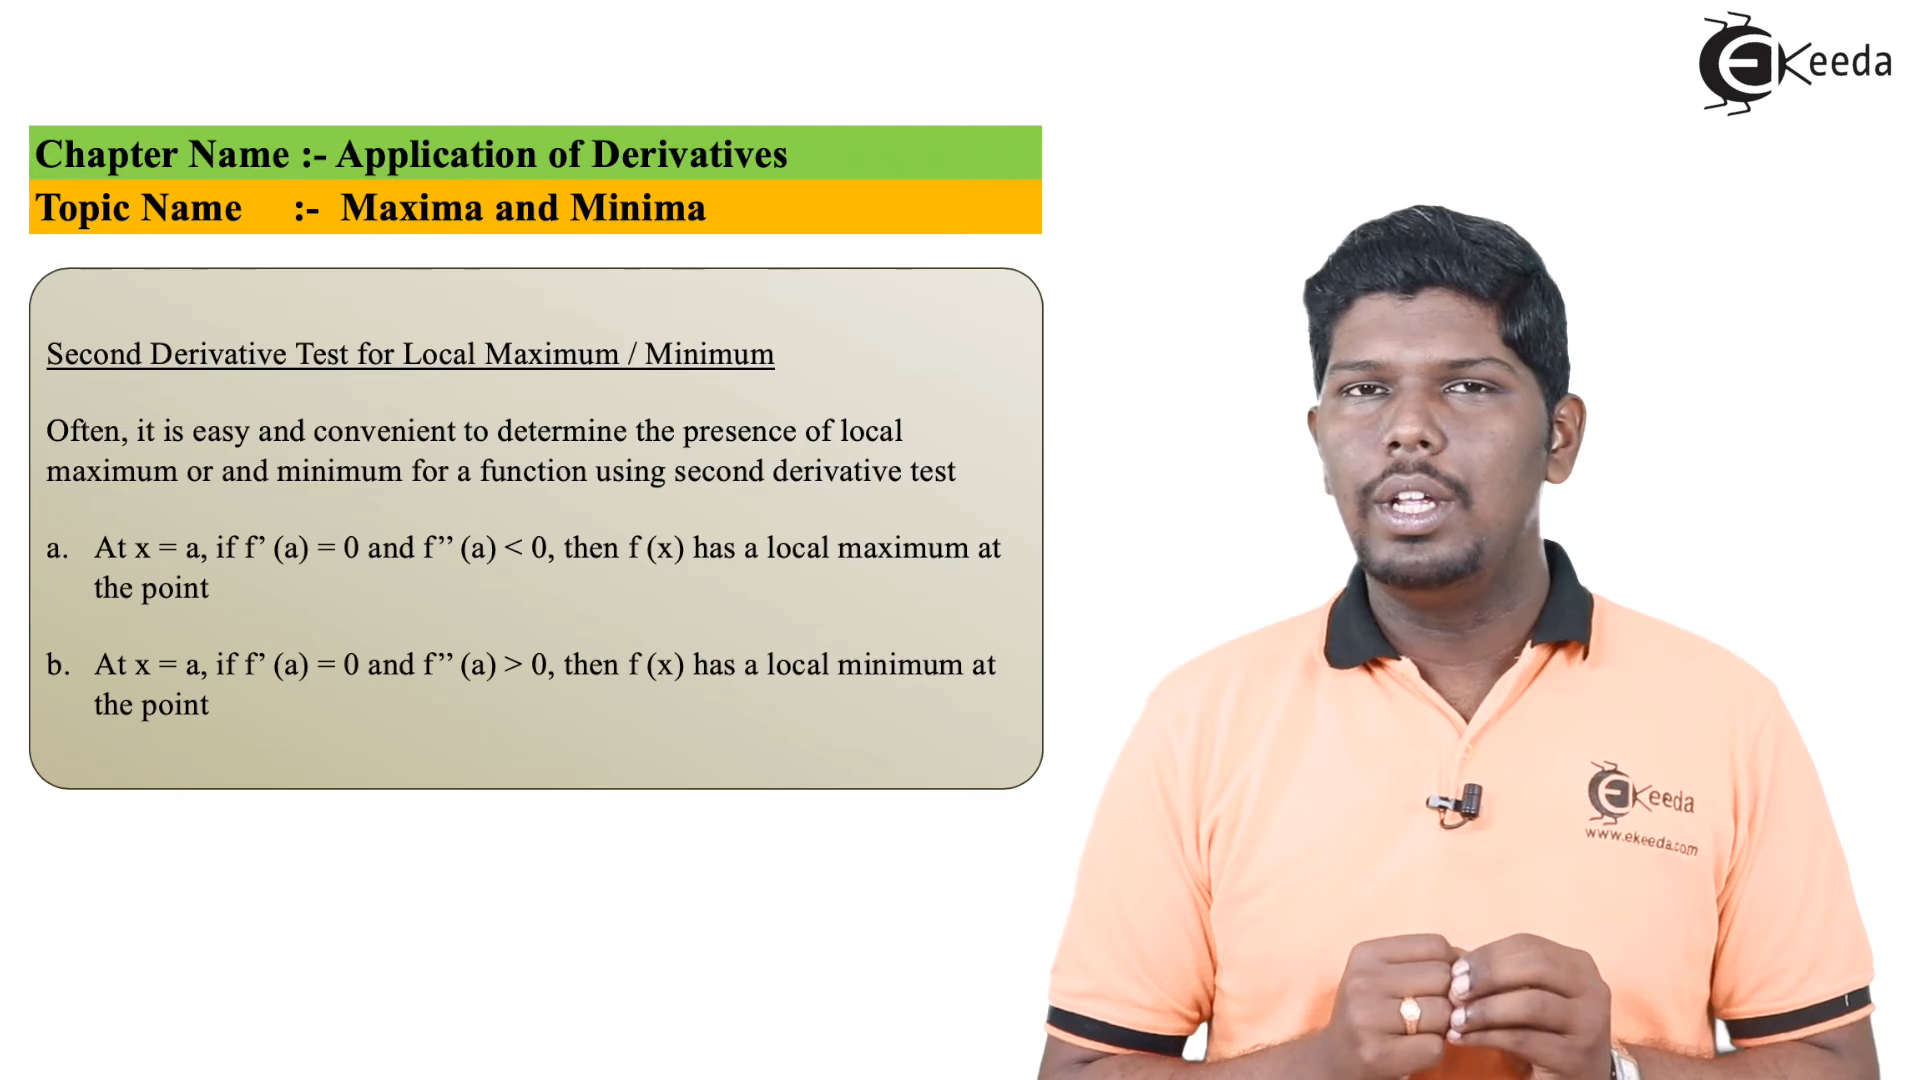 EKeeda
Chapter Name :- Application of Derivatives
Topic Name :- Maxima and Minima
Second Derivative Test for Local Maximum / Minimum
Often, it is easy and convenient to determine the presence of local
maximum or and minimum for a function using second derivative test
a. At x = a, if f’ (a) = 0 and f’’ (a) < 0, then f (x) has a local maximum at
the point
b. At x = a, if f’ (a) = 0 and f’’ (a) > 0, then f (x) has a local minimum at
the point
EKeeda
www.ekeeda.com